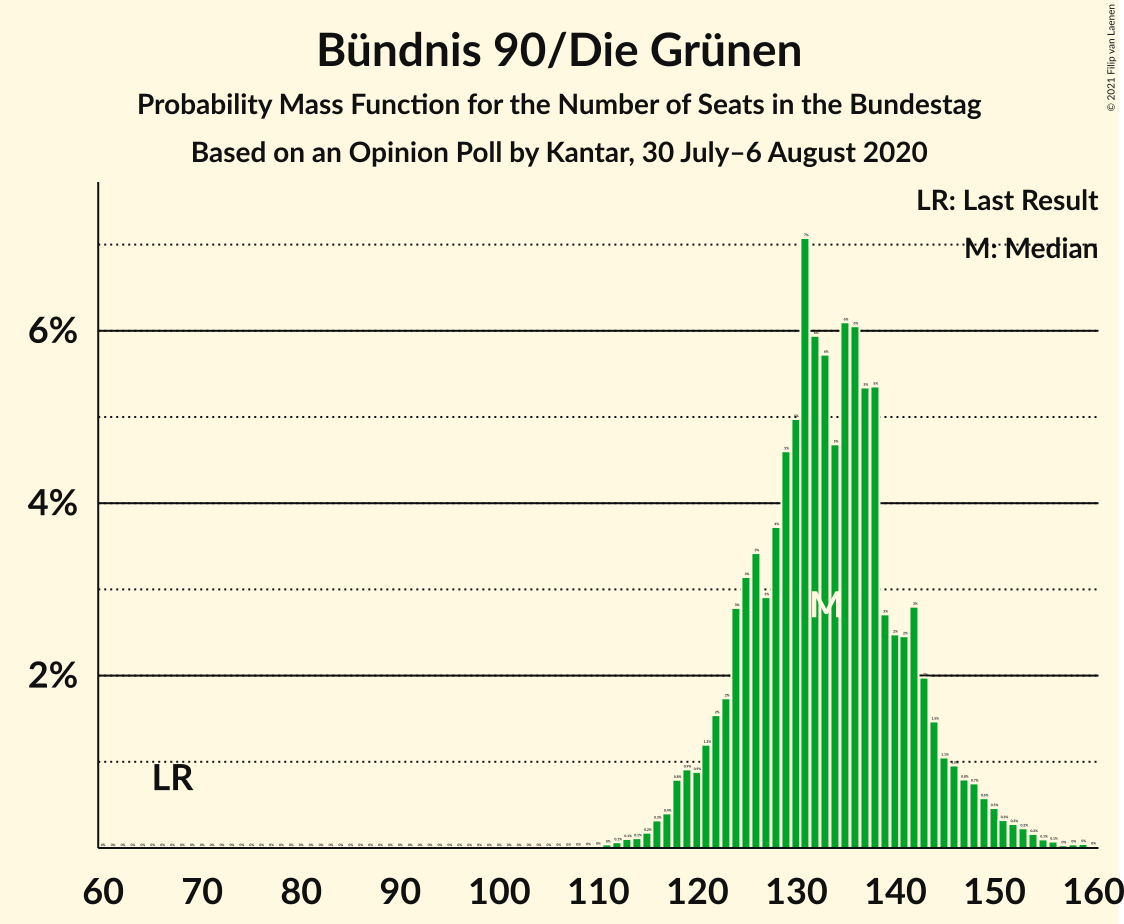 Bündnis 90/Die Grünen
Probability Mass Function for the Number of Seats in the Bundestag
Based on an Opinion Poll by Kantar, 30 July–6 August 2020
© 2021 Filip van Laenen
LR: Last Result
M: Median
6%
4%
2%
LR
M
60 70 80 90 100 110 120 130 140 150 160